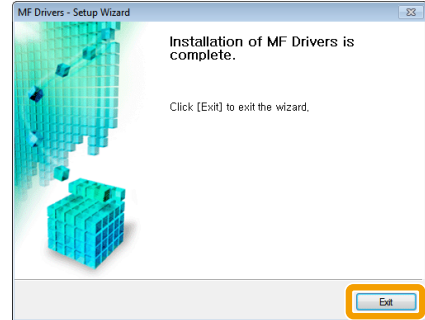 MF Drivers - Setup Wizard
Installation of MF Drivers is
complete.
Click [Exit] to exit the wizard,
Exit